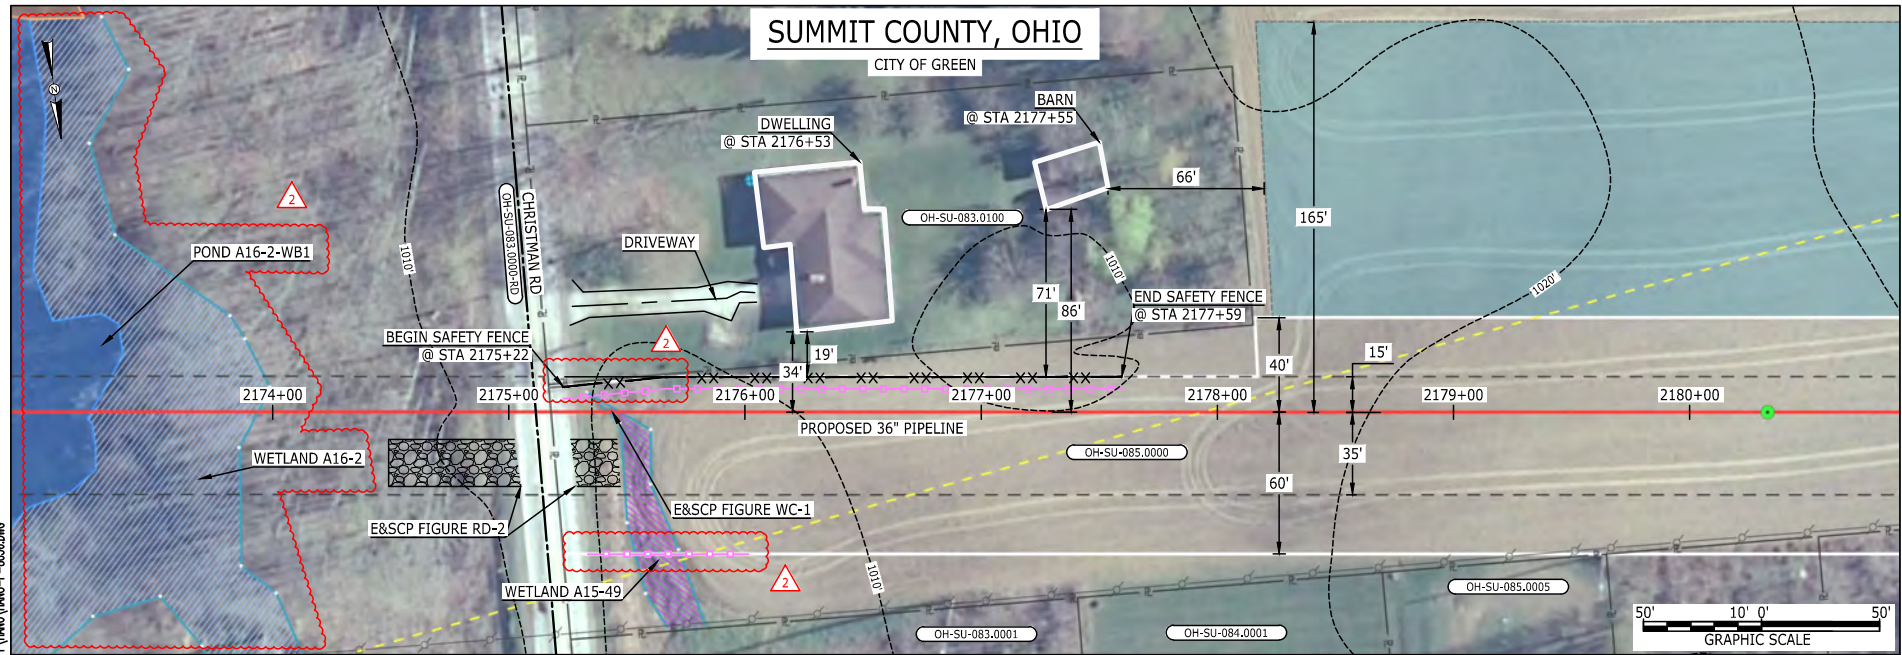 SUMMIT COUNTY, OHIO
CITY OF GREEN
BARN
@ STA 2177+55
DWELLING
@ STA 2176+53
2
66'
OH-SU-083.0000-RD
CHRISTMAN RD
OH-SU-083.0100
165'
DRIVEWAY
POND A16-2-WB1
1010'
1010'
1020'
71'
86'
END SAFETY FENCE
@ STA 2177+59
BEGIN SAFETY FENCE
@ STA 2175+22
2
19'
34'
40'
15'
2174+00
2175+00
2176+00
2177+00
2178+00
2179+00
2180+00
PROPOSED 36" PIPELINE
WETLAND A16-2
OH-SU-085.0000
35'
60'
E&SCP FIGURE WC-1
E&SCP FIGURE RD-2
2
1010'
WETLAND A15-49
OH-SU-085.0005
OH-SU-083.0001
OH-SU-084.0001
50' 10' 0' 50'
GRAPHIC SCALE